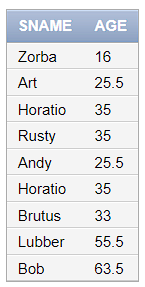 SNAME AGE
Zorba 16
Art 25.5
Horatio 35
Rusty 35
Andy 25.5
Horatio 35
Brutus 33
Lubber 55.5
Bob 63.5